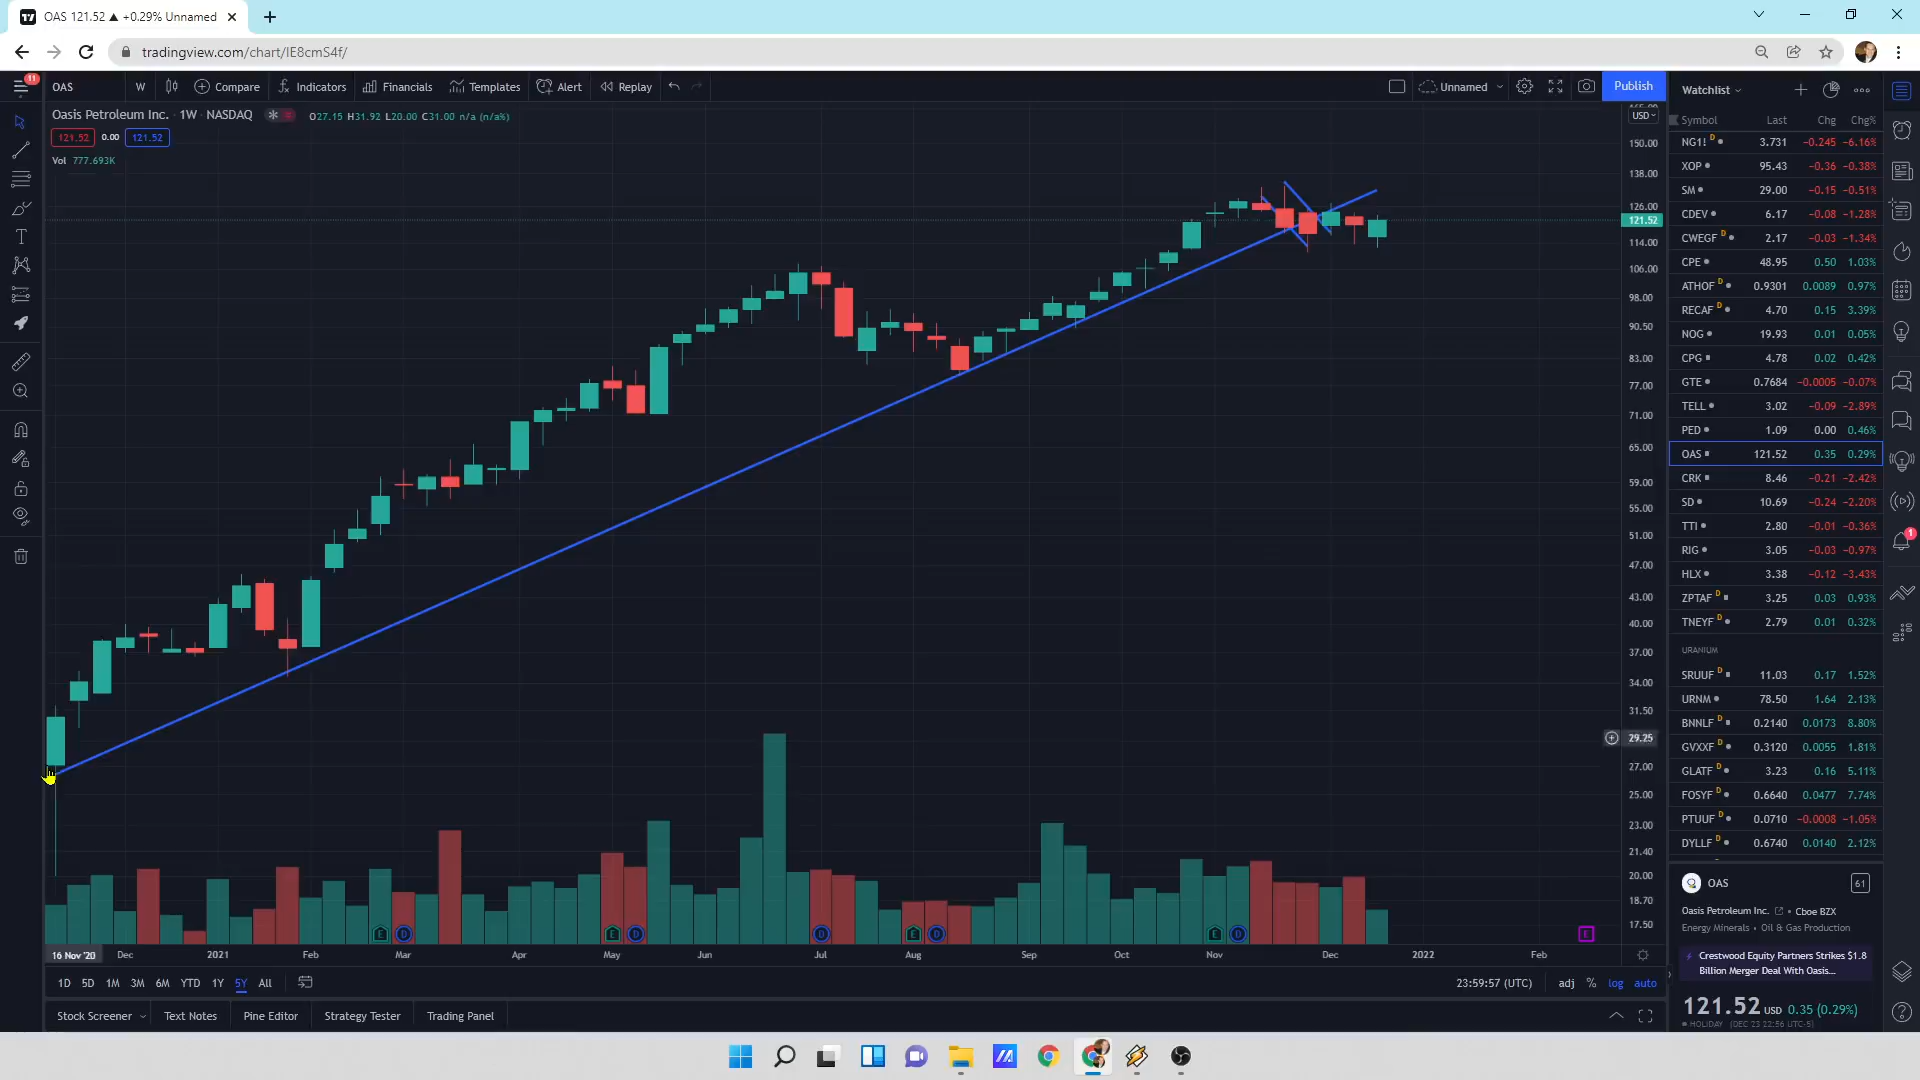 OAS 121.52 ▲ +0.29% Unnamed
tradingview.com/chart/IE8cmS4f/
11
OAS W Compare Indicators Financials Templates Alert Replay Unnamed Publish
Oasis Petroleum Inc. · 1W · NASDAQ O27.15 H31.92 L20.00 C31.00 n/a (n/a%)
121.52 0.00 121.52
Vol 777.693K
USD
150.00
138.00
126.00
121.52
114.00
106.00
98.00
90.50
83.00
77.00
71.00
65.00
59.00
55.00
51.00
47.00
43.00
40.00
37.00
34.00
31.50
29.25
27.00
25.00
23.00
21.40
20.00
18.70
17.50
E D E D D E D E D E
16 Nov '20 Dec 2021 Feb Mar Apr May Jun Jul Aug Sep Oct Nov Dec 2022 Feb
1D 5D 1M 3M 6M YTD 1Y 5Y All 23:59:57 (UTC) adj % log auto
Stock Screener Text Notes Pine Editor Strategy Tester Trading Panel
Watchlist
Symbol Last Chg Chg%
NG1! D 3.731 −0.245 −6.16%
XOP 95.43 −0.36 −0.38%
SM 29.00 −0.15 −0.51%
CDEV 6.17 −0.08 −1.28%
CWEGF D 2.17 −0.03 −1.34%
CPE 48.95 0.50 1.03%
ATHOF D 0.9301 0.0089 0.97%
RECAF D 4.70 0.15 3.39%
NOG 19.93 0.01 0.05%
CPG 4.78 0.02 0.42%
GTE 0.7684 −0.0005 −0.07%
TELL 3.02 −0.09 −2.89%
PED 1.09 0.00 0.46%
OAS 121.52 0.35 0.29%
CRK 8.46 −0.21 −2.42%
SD 10.69 −0.24 −2.20%
TTI 2.80 −0.01 −0.36%
RIG 3.05 −0.03 −0.97%
HLX 3.38 −0.12 −3.43%
ZPTAF D 3.25 0.03 0.93%
TNEYF D 2.79 0.01 0.32%
URANIUM
SRUUF D 11.03 0.17 1.52%
URNM 78.50 1.64 2.13%
BNNLF D 0.2140 0.0173 8.80%
GVXXF D 0.3120 0.0055 1.81%
GLATF D 3.23 0.16 5.11%
FOSYF D 0.6640 0.0477 7.74%
PTUUF D 0.0710 −0.0008 −1.05%
DYLLF D 0.6740 0.0140 2.12%
OAS 61
Oasis Petroleum Inc. • Cboe BZX
Energy Minerals • Oil & Gas Production
Crestwood Equity Partners Strikes $1.8
Billion Merger Deal With Oasis...
121.52 USD 0.35 (0.29%)
HOLIDAY (DEC 23 22:56 UTC-5)
1